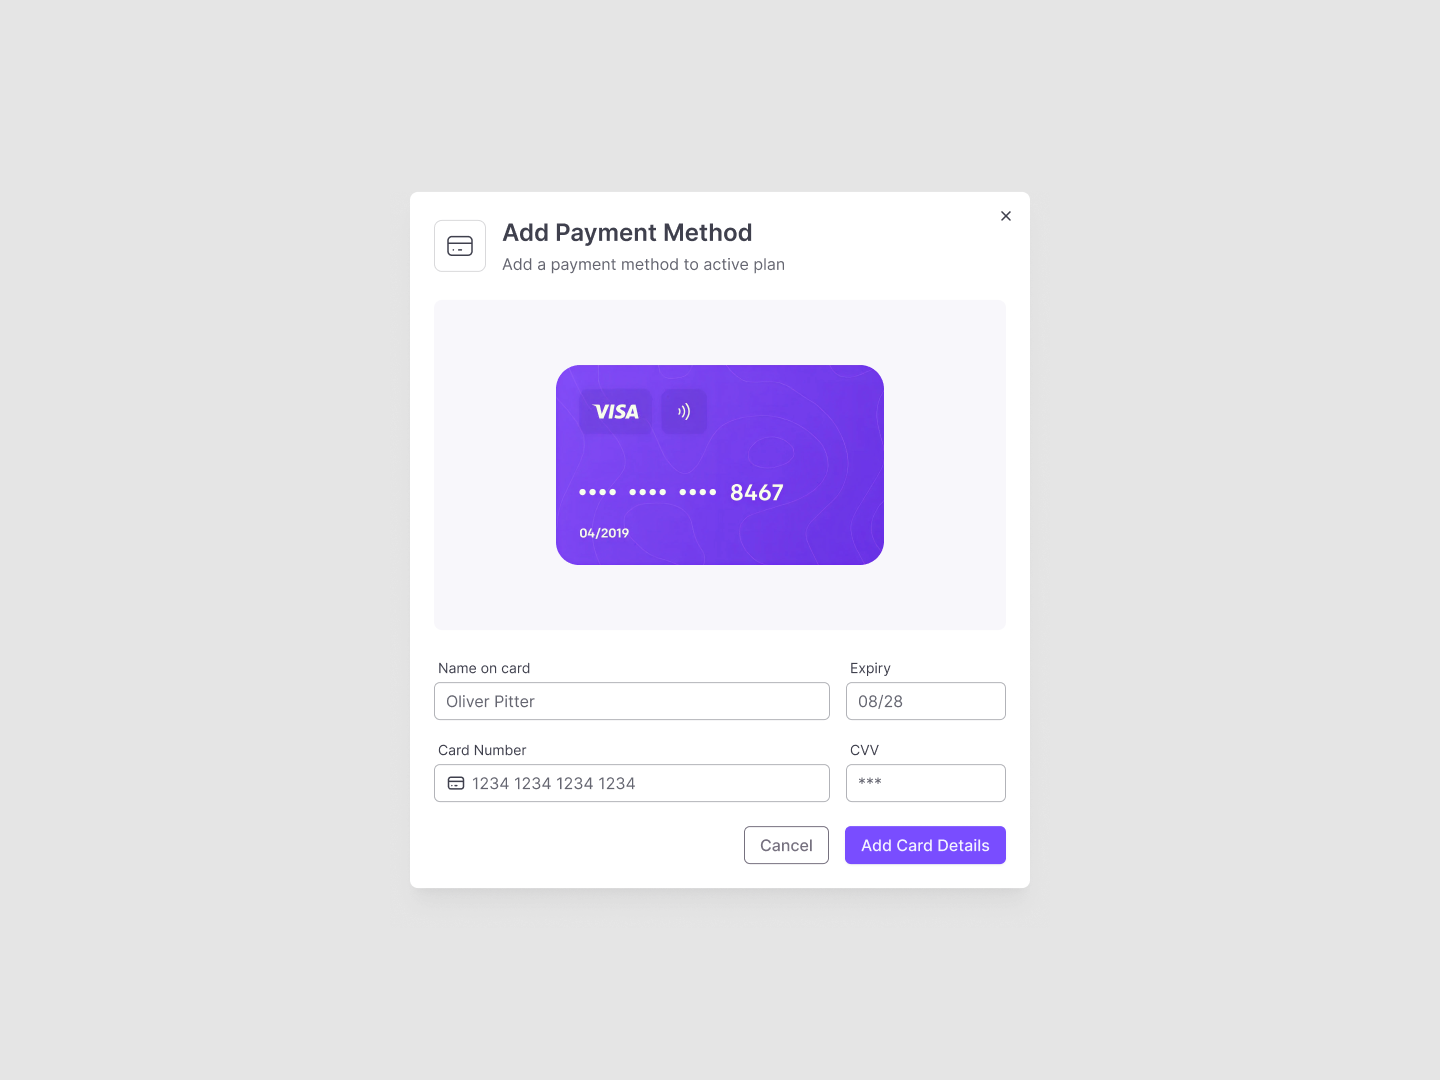 Add Payment Method
Add a payment method to active plan
VISA
•••• •••• •••• 8467
04/2019
Name on card
Expiry
Oliver Pitter
08/28
Card Number
CVV
1234 1234 1234 1234
***
Cancel
Add Card Details